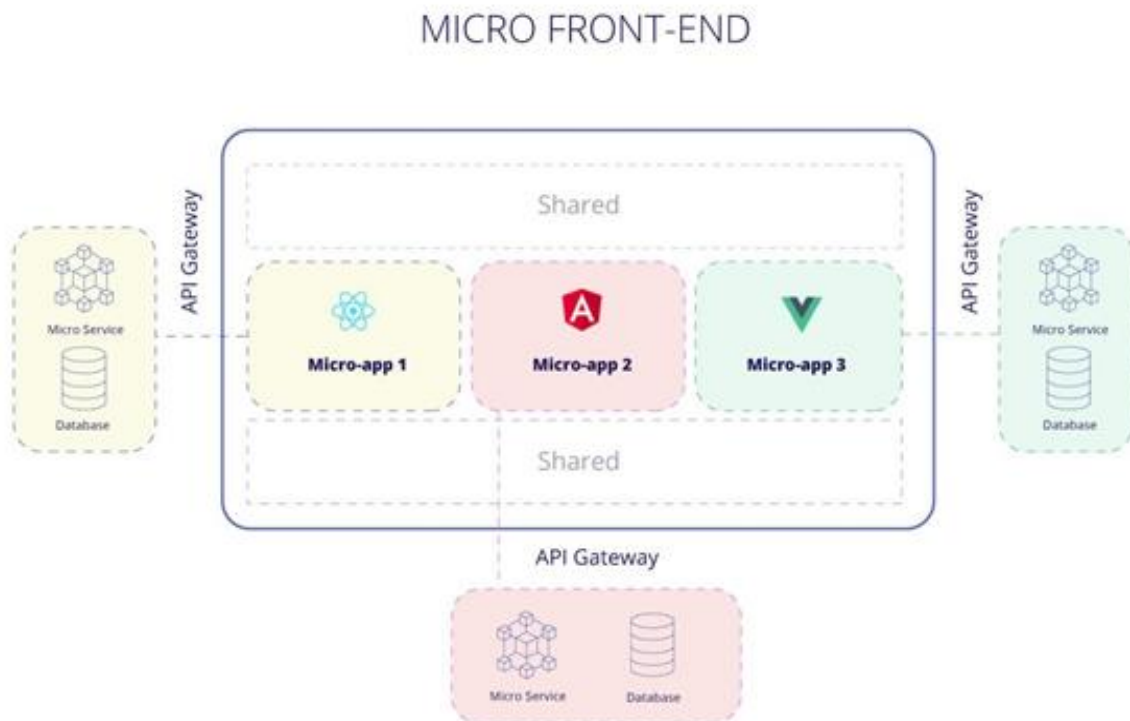 MICRO FRONT-END
Shared
API Gateway
API Gateway
Micro Service
Database
Micro-app 1
Micro-app 2
Micro-app 3
Micro Service
Database
Shared
API Gateway
Micro Service
Database